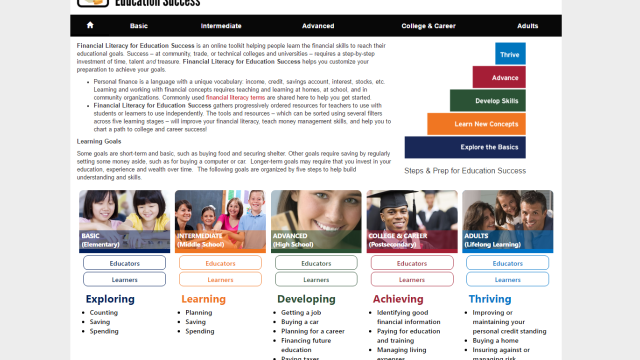 Education Success
Basic
Intermediate
Advanced
College & Career
Adults
Financial Literacy for Education Success is an online toolkit helping people learn the financial skills to reach their
educational goals. Success – at community, trade, or technical colleges and universities – requires a step-by-step
investment of time, talent and treasure. Financial Literacy for Education Success helps you customize your
preparation to achieve your goals.
• Personal finance is a language with a unique vocabulary: income, credit, savings account, interest, stocks, etc.
Learning and working with financial concepts requires teaching and learning at homes, at school, and in
community organizations. Commonly used financial literacy terms are shared here to help you get started.
• Financial Literacy for Education Success gathers progressively ordered resources for teachers to use with
students or learners to use independently. The tools and resources – which can be sorted using several filters
across five learning stages – will improve your financial literacy, teach money management skills, and help you to
chart a path to college and career success!
Learning Goals
Some goals are short-term and basic, such as buying food and securing shelter. Other goals require saving by regularly
setting some money aside, such as for buying a computer or car. Longer-term goals may require that you invest in your
education, experience and wealth over time. The following goals are organized by five steps to help build
understanding and skills.
Thrive
Advance
Develop Skills
Learn New Concepts
Explore the Basics
Steps & Prep for Education Success
BASIC
(Elementary)
Educators
Learners
Exploring
• Counting
• Saving
• Spending
INTERMEDIATE
(Middle School)
Educators
Learners
Learning
• Planning
• Saving
• Spending
ADVANCED
(High School)
Educators
Learners
Developing
• Getting a job
• Buying a car
• Planning for a career
• Financing future
education
• Paying taxes
COLLEGE & CAREER
(Postsecondary)
Educators
Learners
Achieving
• Identifying good
financial information
• Paying for education
and training
• Managing living
expenses
ADULTS
(Lifelong Learning)
Educators
Learners
Thriving
• Improving or
maintaining your
personal credit standing
• Buying a home
• Insuring against or
managing risk